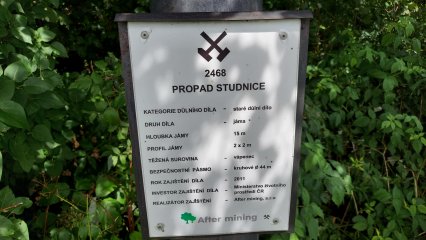 2468
PROPAD STUDNICE
KATEGORIE DŮLNÍHO DÍLA - staré důlní dílo
DRUH DÍLA - jáma
HLOUBKA JÁMY - 15 m
PROFIL JÁMY - 2 x 2 m
TĚŽENÁ SUROVINA - vápenec
BEZPEČNOSTNÍ PÁSMO - kruhové ø 44 m
ROK ZAJIŠTĚNÍ DÍLA - 2011
INVESTOR ZAJIŠTĚNÍ DÍLA - Ministerstvo životního
prostředí ČR
REALIZÁTOR ZAJIŠTĚNÍ - After mining, s.r.o
After mining